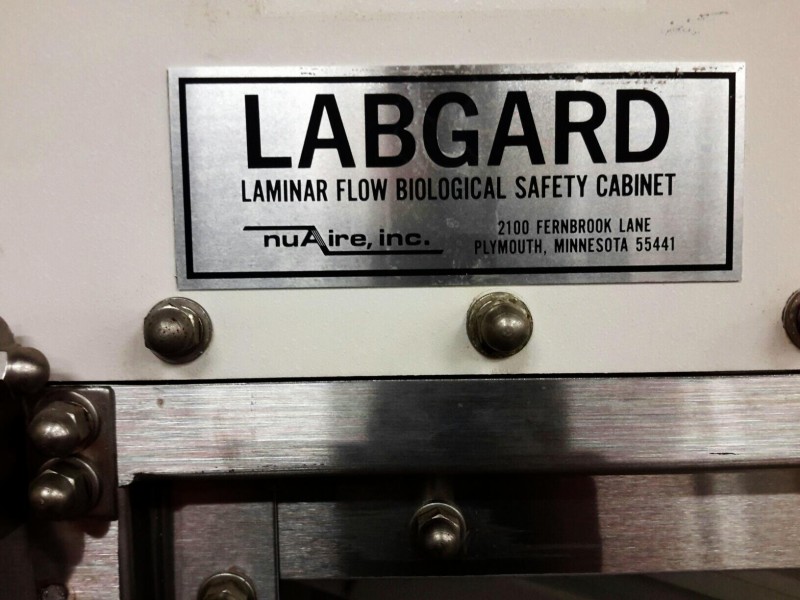 LABGARD
LAMINAR FLOW BIOLOGICAL SAFETY CABINET
nuAire, inc.
2100 FERNBROOK LANE
PLYMOUTH, MINNESOTA 55441